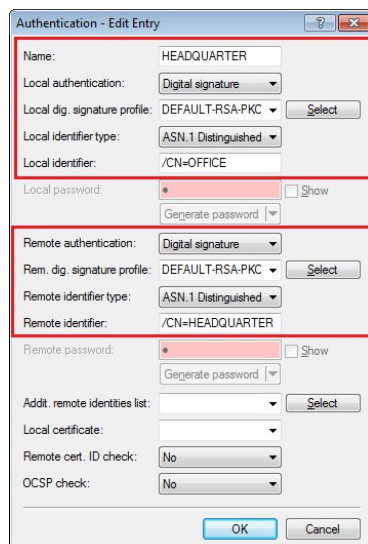 Authentication - Edit Entry
Name: HEADQUARTER
Local authentication: Digital signature
Local dig. signature profile: DEFAULT-RSA-PKC Select
Local identifier type: ASN.1 Distinguished
Local identifier: /CN=OFFICE
Local password: Show
Generate password
Remote authentication: Digital signature
Rem. dig. signature profile: DEFAULT-RSA-PKC Select
Remote identifier type: ASN.1 Distinguished
Remote identifier: /CN=HEADQUARTER
Remote password: Show
Generate password
Addit. remote identities list: Select
Local certificate:
Remote cert. ID check: No
OCSP check: No
OK Cancel